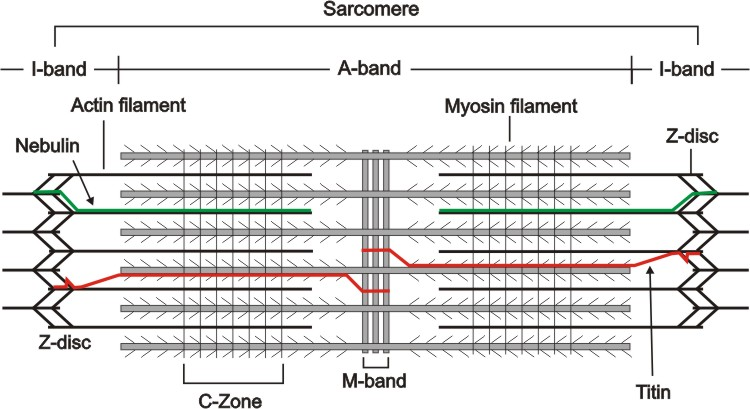 Sarcomere
I-band
A-band
I-band
Actin filament
Myosin filament
Nebulin
Z-disc
Z-disc
M-band
C-Zone
Titin